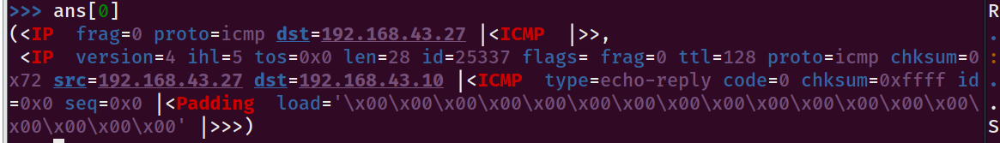 >>> ans[0]
(<IP  frag=0 proto=icmp dst=192.168.43.27 |<ICMP  |>>,
 <IP  version=4 ihl=5 tos=0x0 len=28 id=25337 flags= frag=0 ttl=128 proto=icmp chksum=0
x72 src=192.168.43.27 dst=192.168.43.10 |<ICMP  type=echo-reply code=0 chksum=0xffff id
=0x0 seq=0x0 |<Padding  load='\x00\x00\x00\x00\x00\x00\x00\x00\x00\x00\x00\x00\x00\x00\
x00\x00\x00\x00' |>>>)
R
.
:
.
.
S